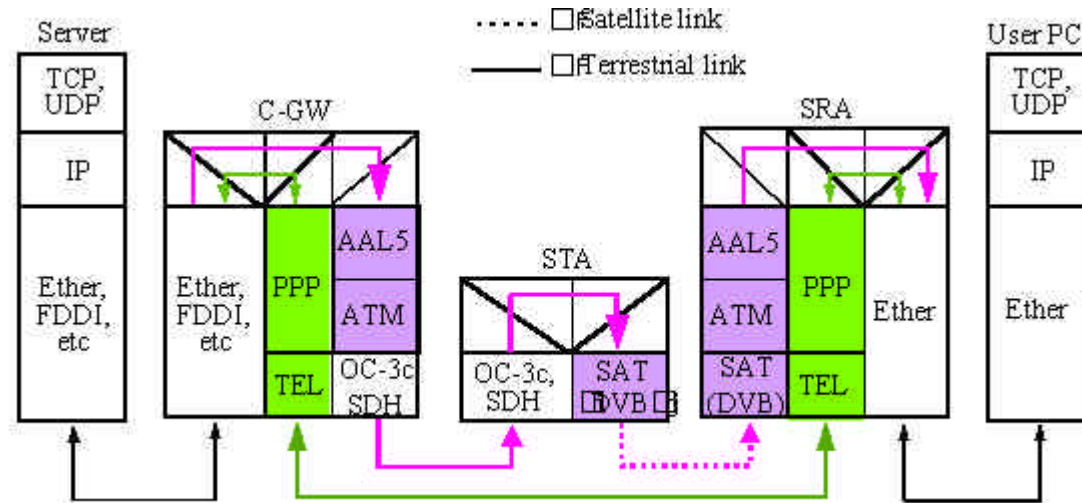 Satellite link
Terrestrial link
Server
TCP,
UDP
IP
Ether,
FDDI,
etc
C-GW
Ether,
FDDI,
etc
PPP
TEL
AAL5
ATM
OC-3c
SDH
STA
OC-3c,
SDH
SAT
DVB
SRA
AAL5
ATM
SAT
(DVB)
PPP
TEL
Ether
User PC
TCP,
UDP
IP
Ether